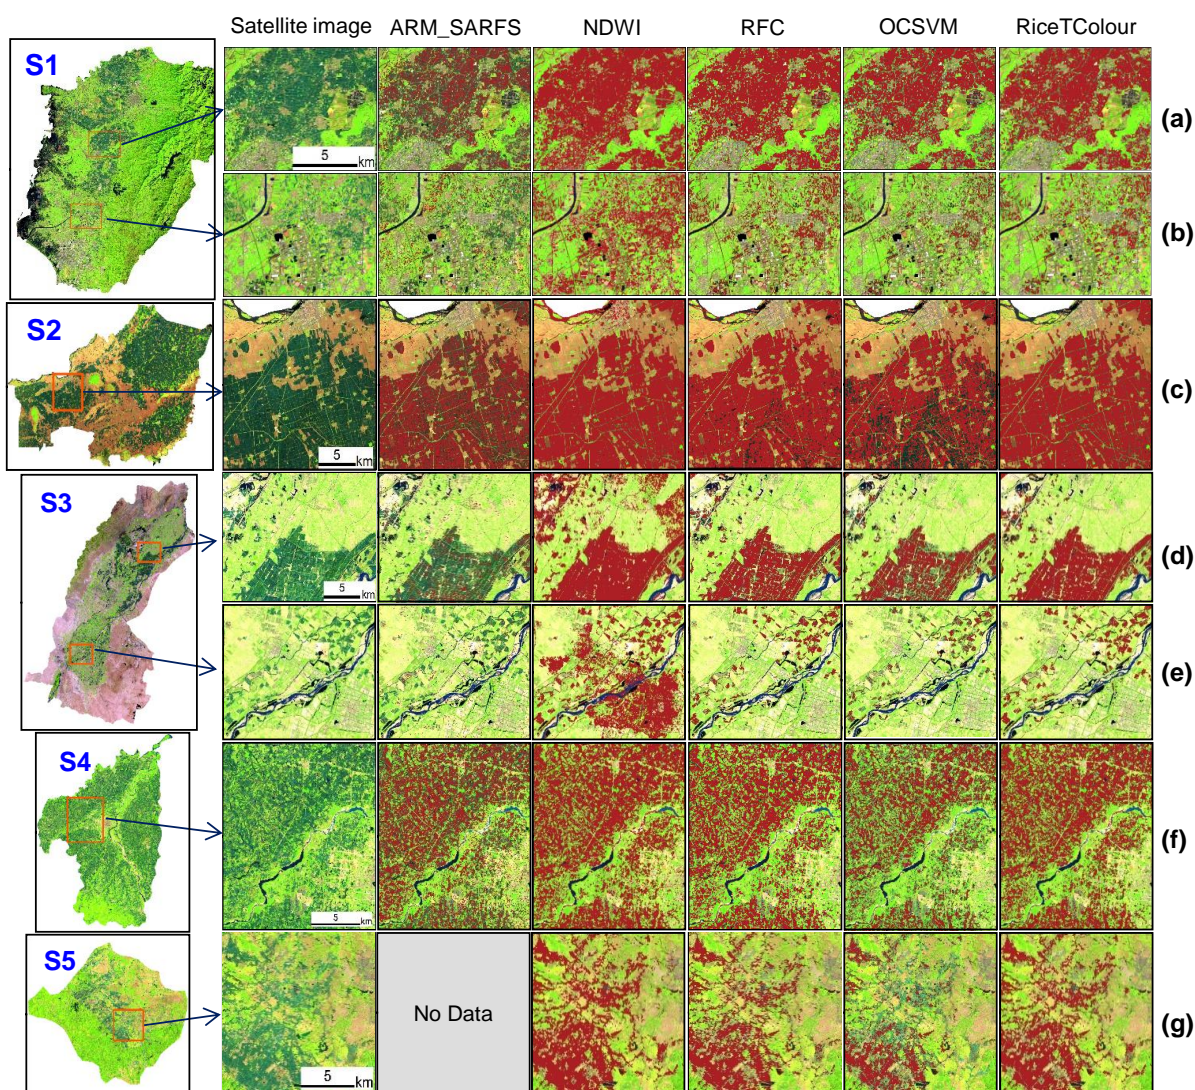 Satellite image ARM_SARFS NDWI RFC OCSVM RiceTColour
S1
5
km
(a)
(b)
S2
5
km
(c)
S3
5
km
(d)
(e)
S4
5
km
(f)
S5
No Data
5
km
(g)